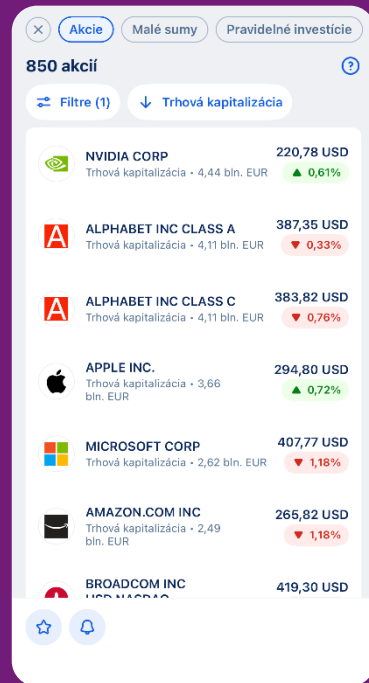 Akcie
Malé sumy
Pravidelné investície
850 akcií
Filtre (1)
Trhová kapitalizácia
NVIDIA CORP
220,78 USD
Trhová kapitalizácia • 4,44 bln. EUR
▲ 0,61%
ALPHABET INC CLASS A
387,35 USD
Trhová kapitalizácia • 4,11 bln. EUR
▼ 0,33%
ALPHABET INC CLASS C
383,82 USD
Trhová kapitalizácia • 4,11 bln. EUR
▼ 0,76%
APPLE INC.
294,80 USD
Trhová kapitalizácia • 3,66
bln. EUR
▲ 0,72%
MICROSOFT CORP
407,77 USD
Trhová kapitalizácia • 2,62 bln. EUR
▼ 1,18%
AMAZON.COM INC
265,82 USD
Trhová kapitalizácia • 2,49
bln. EUR
▼ 1,18%
BROADCOM INC
419,30 USD
USD NASDAQ